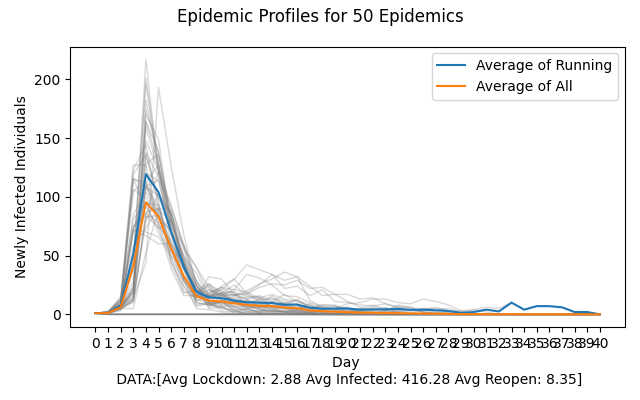 Epidemic Profiles for 50 Epidemics
Average of Running
Average of All
Newly Infected Individuals
200
150
100
50
0
0 1 2 3 4 5 6 7 8 9 10 11 12 13 14 15 16 17 18 19 20 21 22 23 24 25 26 27 28 29 30 31 32 33 34 35 36 37 38 39 40
Day
DATA:[Avg Lockdown: 2.88 Avg Infected: 416.28 Avg Reopen: 8.35]